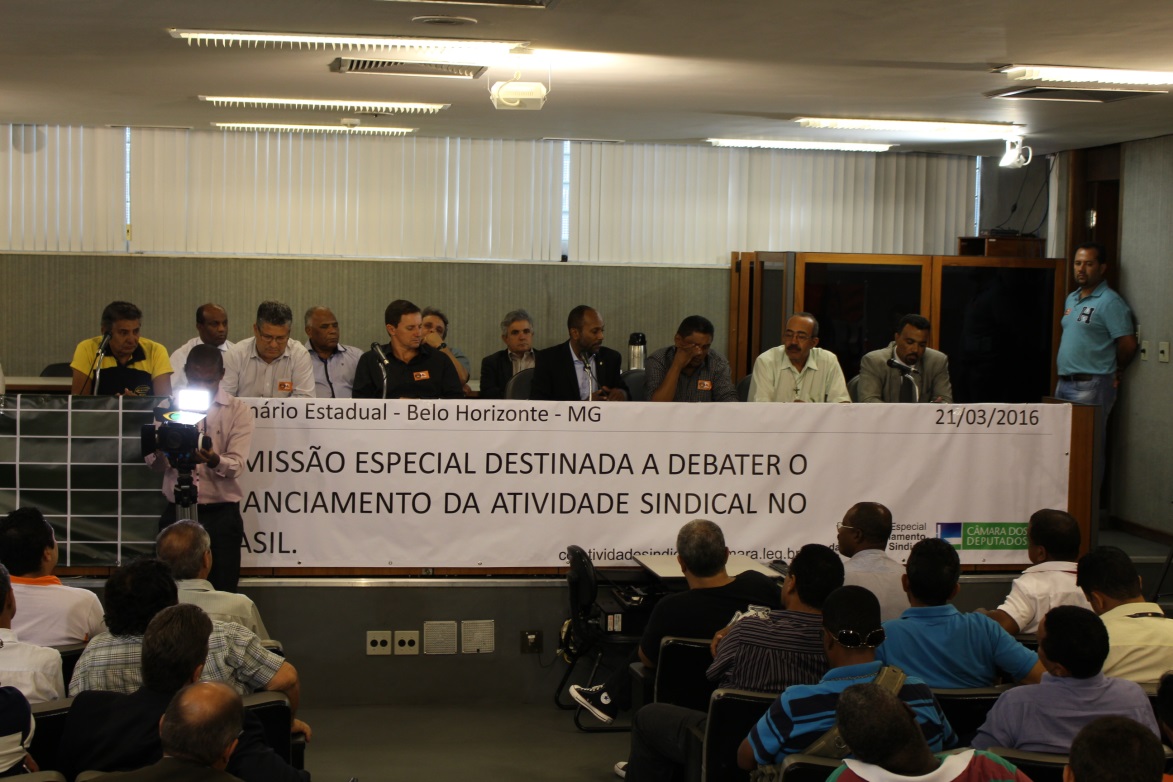 nário Estadual - Belo Horizonte - MG
21/03/2016
MISSÃO ESPECIAL DESTINADA A DEBATER O
ANCIAMENTO DA ATIVIDADE SINDICAL NO
ASIL.
Especial
Sindical
CÂMARA DOS
DEPUTADOS
H